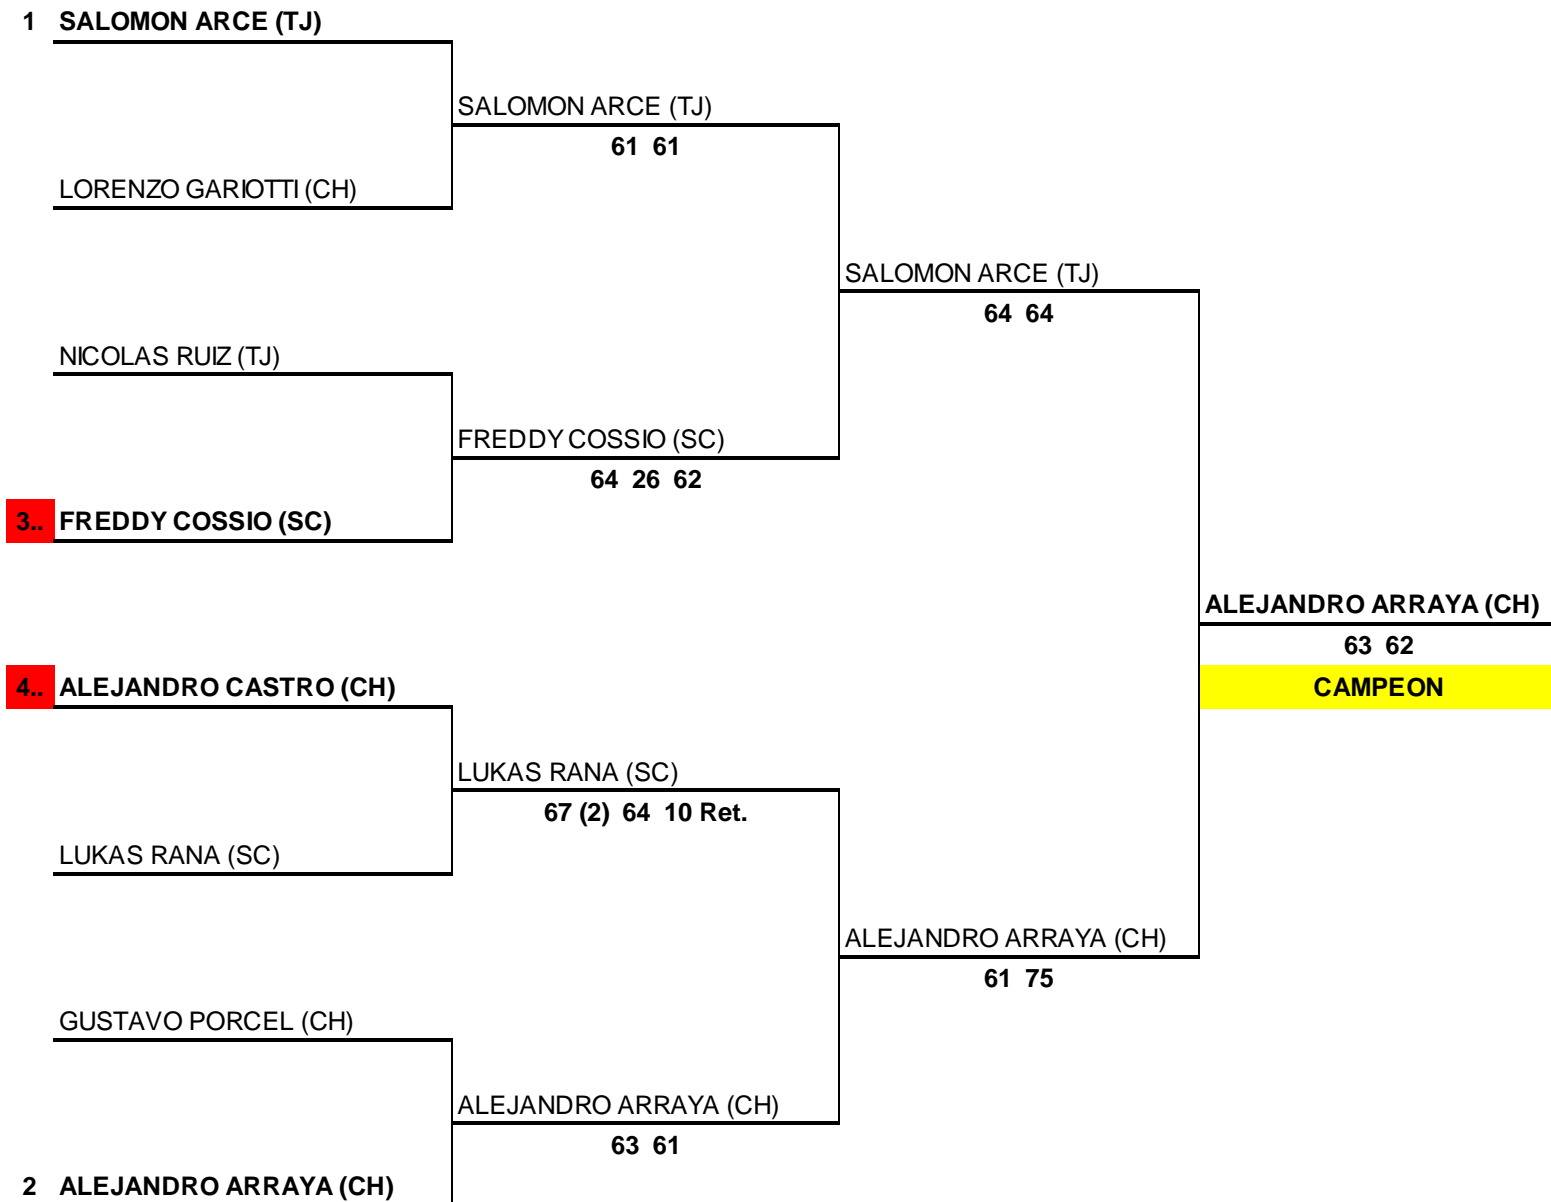 1 SALOMON ARCE (TJ)
SALOMON ARCE (TJ)
61 61
LORENZO GARIOTTI (CH)
SALOMON ARCE (TJ)
64 64
NICOLAS RUIZ (TJ)
FREDDY COSSIO (SC)
64 26 62
3.. FREDDY COSSIO (SC)
ALEJANDRO ARRAYA (CH)
63 62
4.. ALEJANDRO CASTRO (CH)
CAMPEON
LUKAS RANA (SC)
67 (2) 64 10 Ret.
LUKAS RANA (SC)
ALEJANDRO ARRAYA (CH)
61 75
GUSTAVO PORCEL (CH)
ALEJANDRO ARRAYA (CH)
63 61
2 ALEJANDRO ARRAYA (CH)